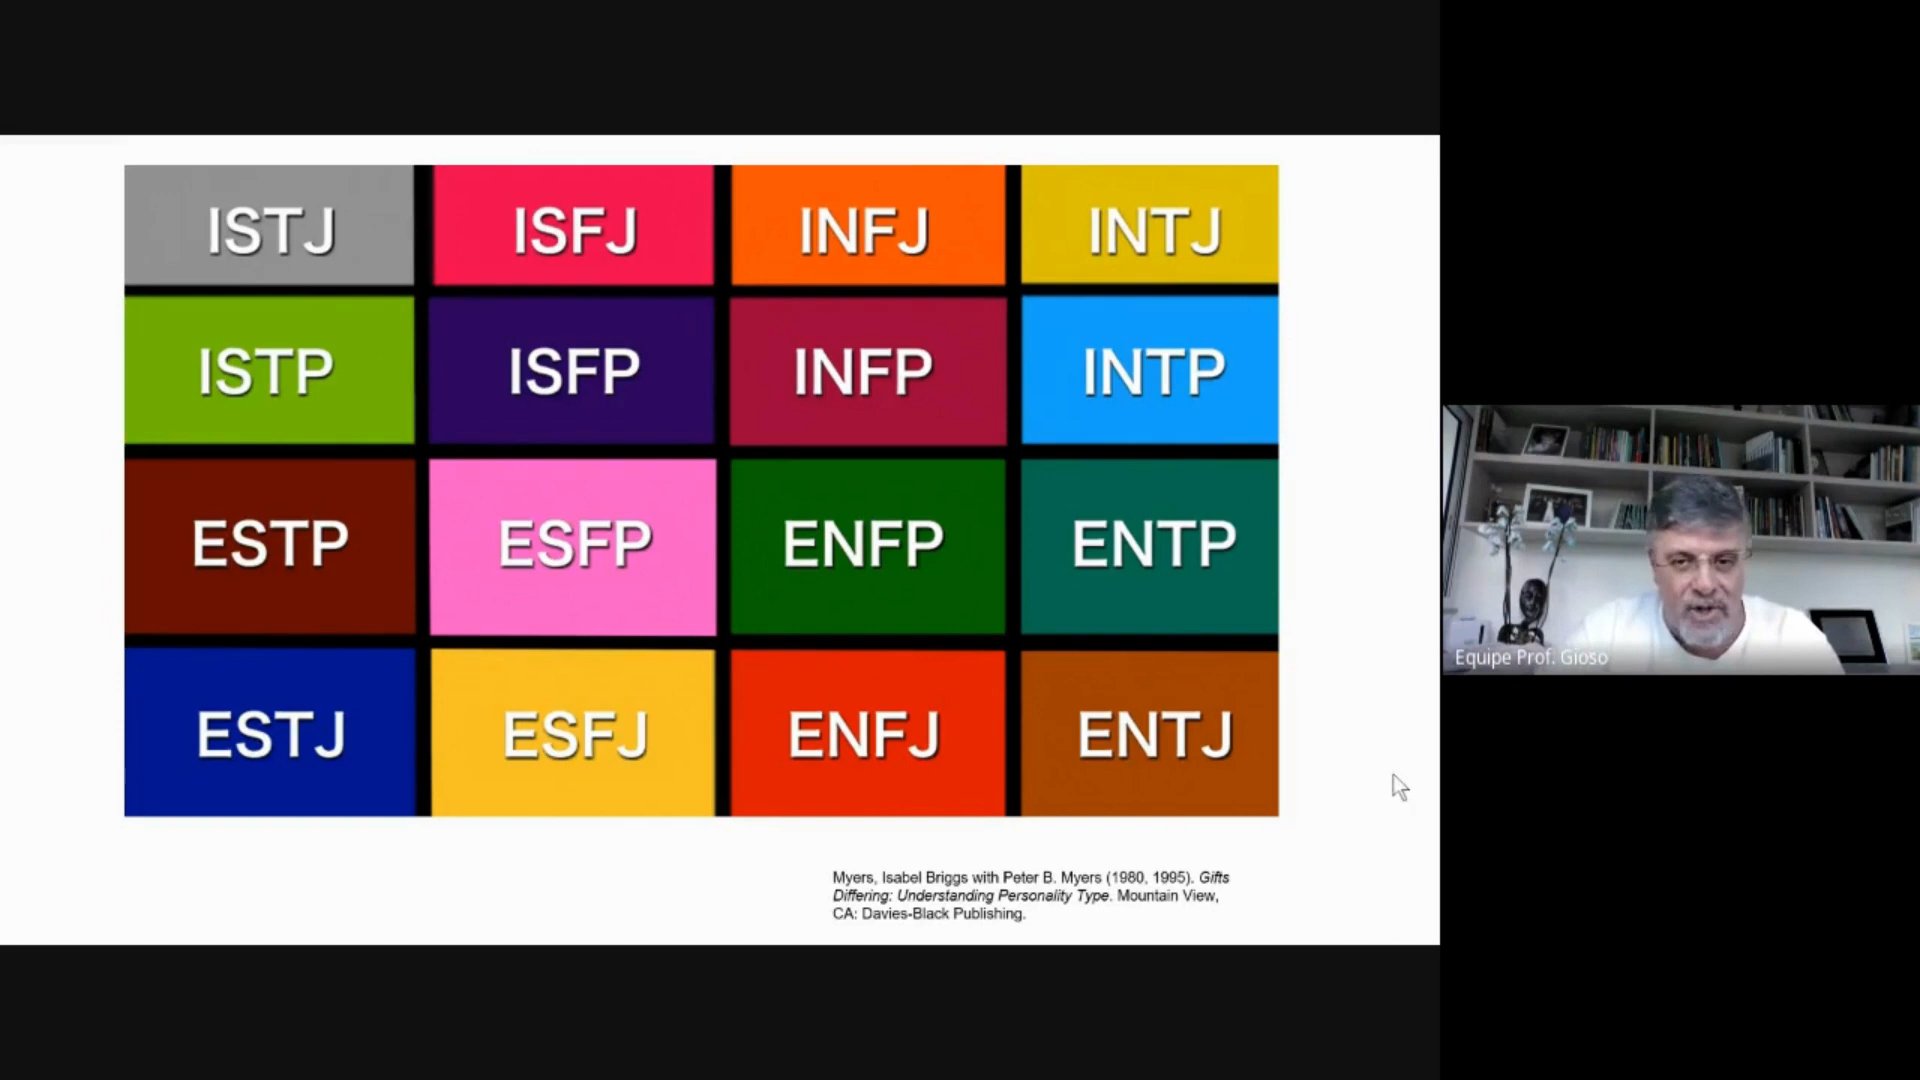 ISTJ ISFJ INFJ INTJ
ISTP ISFP INFP INTP
ESTP ESFP ENFP ENTP
ESTJ ESFJ ENFJ ENTJ
Myers, Isabel Briggs with Peter B. Myers (1980, 1995). Gifts
Differing: Understanding Personality Type. Mountain View,
CA: Davies-Black Publishing.
Equipe Prof. Gioso